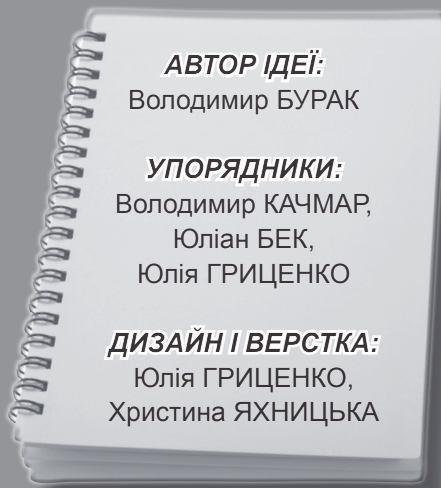 АВТОР ІДЕЇ:
Володимир БУРАК
УПОРЯДНИКИ:
Володимир КАЧМАР,
Юліан БЕК,
Юлія ГРИЦЕНКО
ДИЗАЙН І ВЕРСТКА:
Юлія ГРИЦЕНКО,
Христина ЯХНИЦЬКА